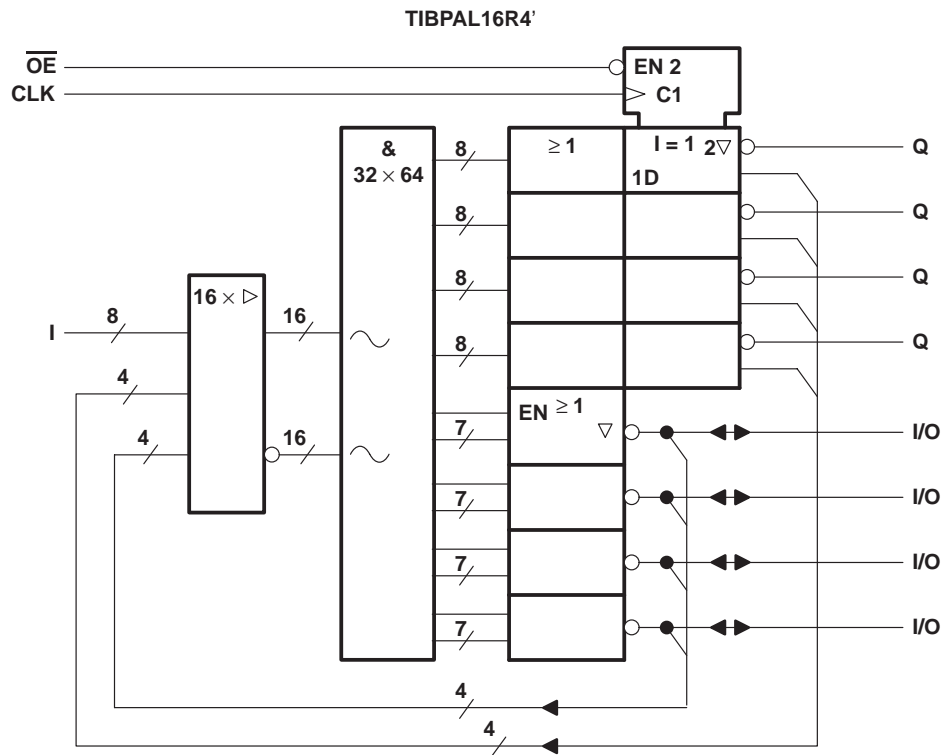 TIBPAL16R4'
OE
EN 2
CLK
C1
&
32 × 64
8
≥ 1
I = 1
2▽
Q
1D
8
Q
8
Q
16 × ▷
I
8
16
8
Q
4
EN ≥ 1
▽
7
I/O
4
16
7
I/O
7
I/O
7
I/O
4
4